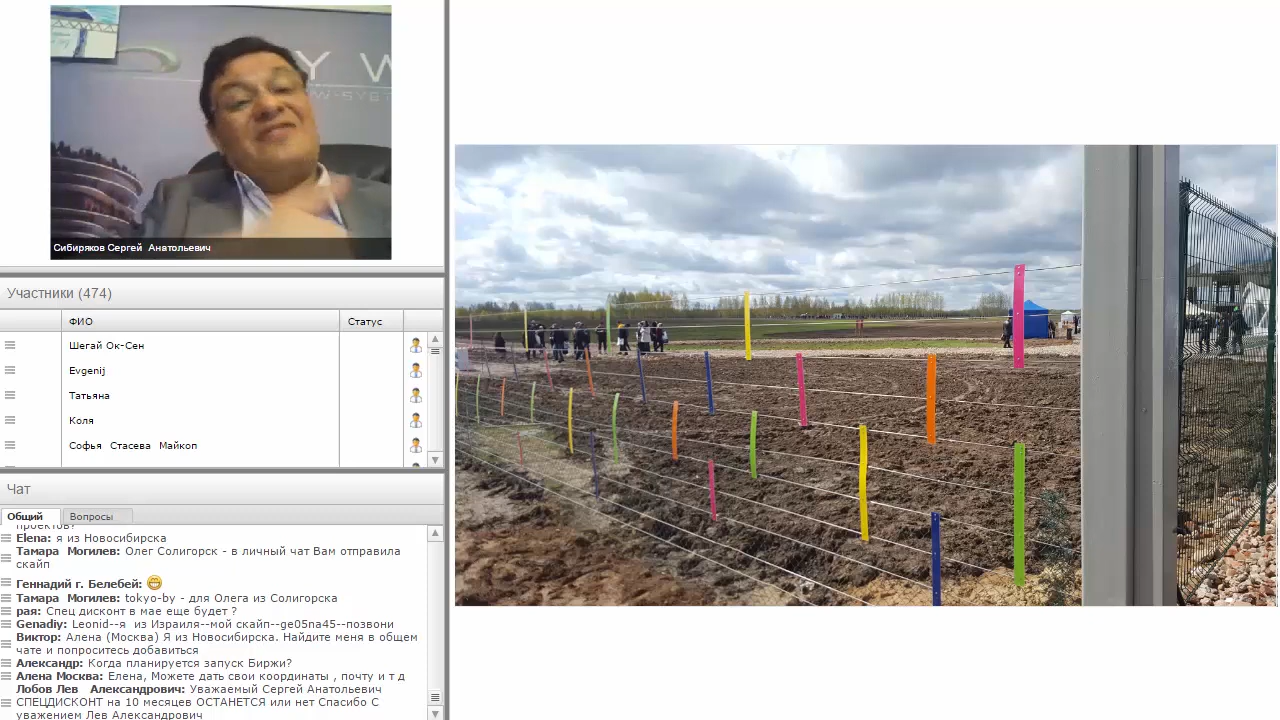 Y W
Сибиряков Сергей Анатольевич
Участники (474)
ФИО
Статус
Шегай Ок-Сен
Evgenij
Татьяна
Коля
Софья Стасева Майкоп
Чат
Общий
Вопросы
проектов?
Elena: я из Новосибирска
Тамара Могилев: Олег Солигорск - в личный чат Вам отправила
скайп
Геннадий г. Белебей:
Тамара Могилев: tokyo-by - для Олега из Солигорска
рая: Спец дисконт в мае еще будет ?
Genadiy: Leonid--я из Израиля--мой скайп--ge05na45--позвони
Виктор: Алена (Москва) Я из Новосибирска. Найдите меня в общем
чате и попроситесь добавиться
Александр: Когда планируется запуск Биржи?
Алена Москва: Елена, Можете дать свои координаты , почту и т д
Лобов Лев Александрович: Уважаемый Сергей Анатольевич
СПЕЦДИСКОНТ на 10 месяцев ОСТАНЕТСЯ или нет Спасибо С
уважением Лев Александрович